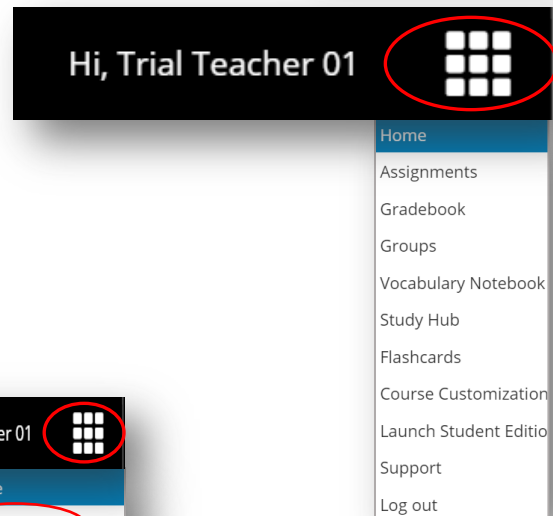 Hi, Trial Teacher 01
Home
Assignments
Gradebook
Groups
Vocabulary Notebook
Study Hub
Flashcards
Course Customization
Launch Student Editio
Support
Log out
er 01
e